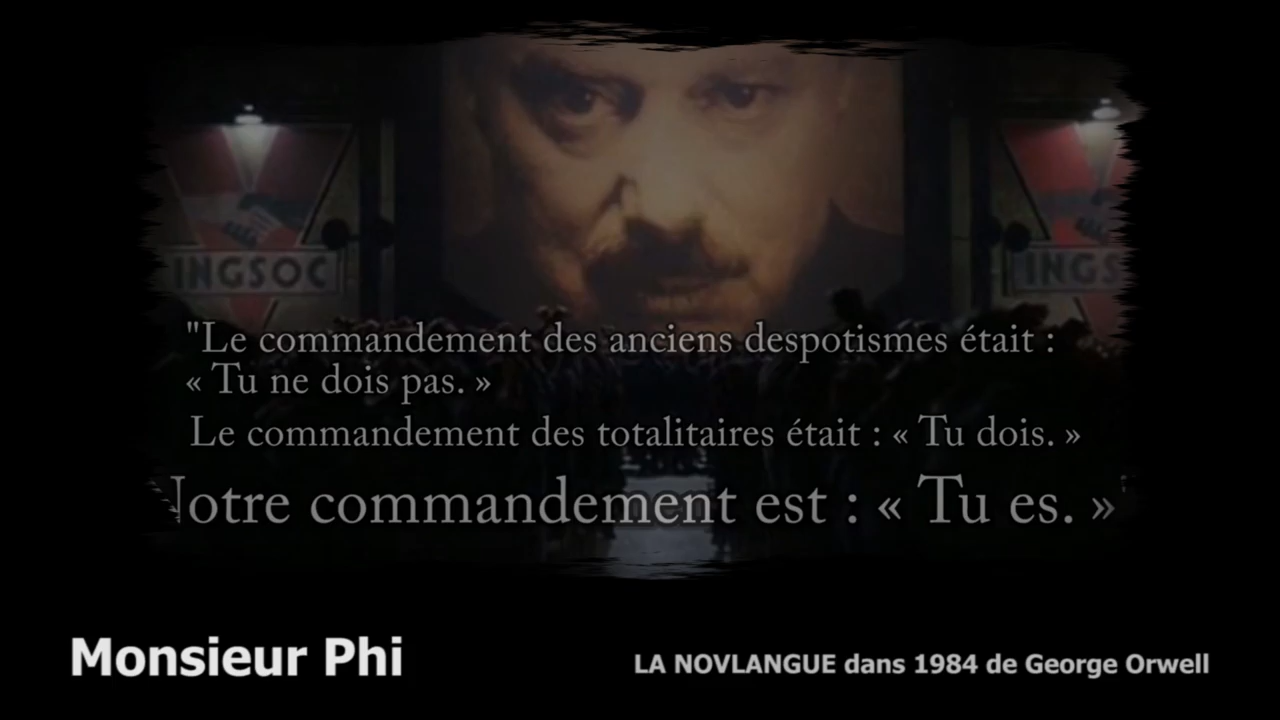 INGSOC
INGS
"Le commandement des anciens despotismes était :
« Tu ne dois pas. »
Le commandement des totalitaires était : « Tu dois. »
Notre commandement est : « Tu es. »"
Monsieur Phi
LA NOVLANGUE dans 1984 de George Orwell